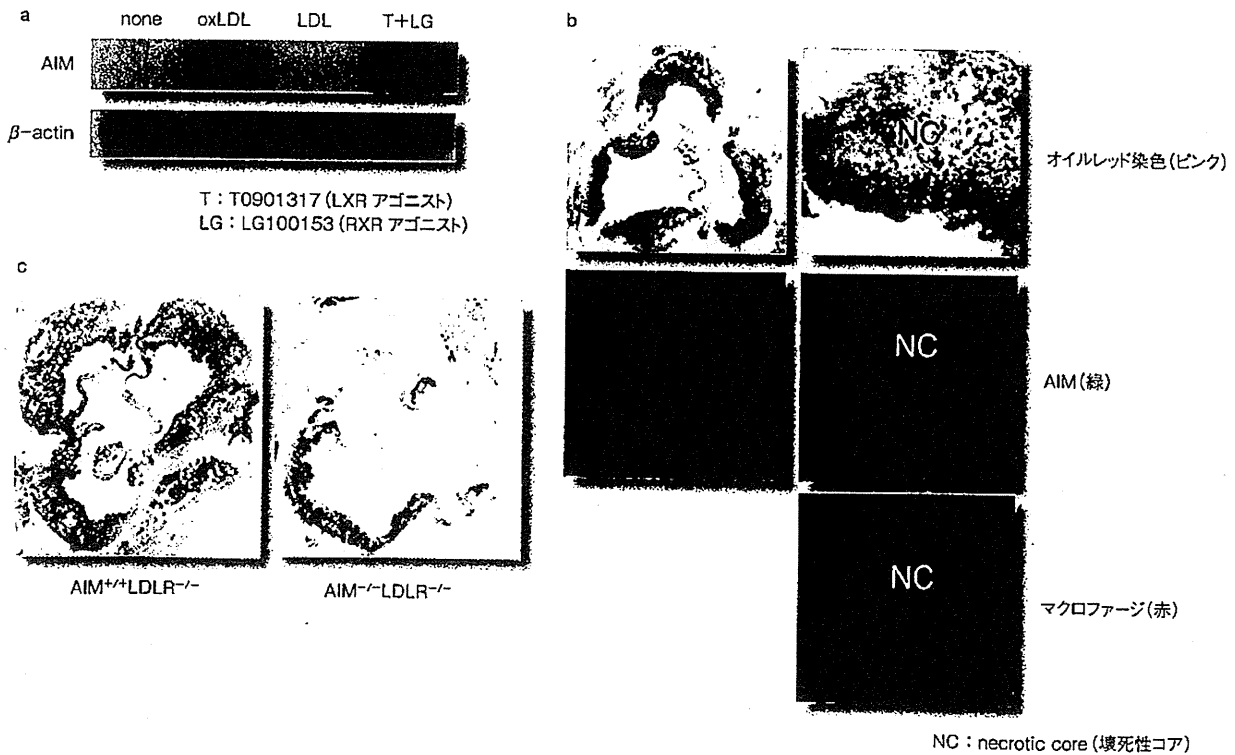 a
none oxLDL LDL T+LG
AIM
β-actin
T：T0901317（LXR アゴニスト）
LG：LG100153（RXR アゴニスト）
b
NC
オイルレッド染色（ピンク）
NC
AIM（緑）
NC
マクロファージ（赤）
NC：necrotic core（壊死性コア）
c
AIM+/+LDLR−/−
AIM−/−LDLR−/−